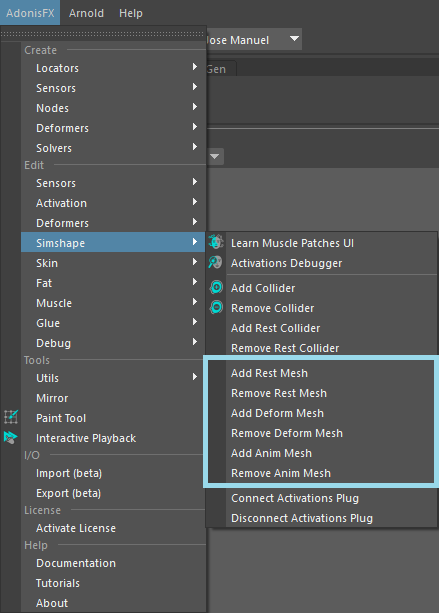 AdonisFX Arnold Help
Jose Manuel
Gen
Create
Locators
Sensors
Nodes
Deformers
Solvers
Edit
Sensors
Activation
Deformers
Simshape
Skin
Fat
Muscle
Glue
Debug
Tools
Utils
Mirror
Paint Tool
Interactive Playback
I/O
Import (beta)
Export (beta)
License
Activate License
Help
Documentation
Tutorials
About
Learn Muscle Patches UI
Activations Debugger
Add Collider
Remove Collider
Add Rest Collider
Remove Rest Collider
Add Rest Mesh
Remove Rest Mesh
Add Deform Mesh
Remove Deform Mesh
Add Anim Mesh
Remove Anim Mesh
Connect Activations Plug
Disconnect Activations Plug